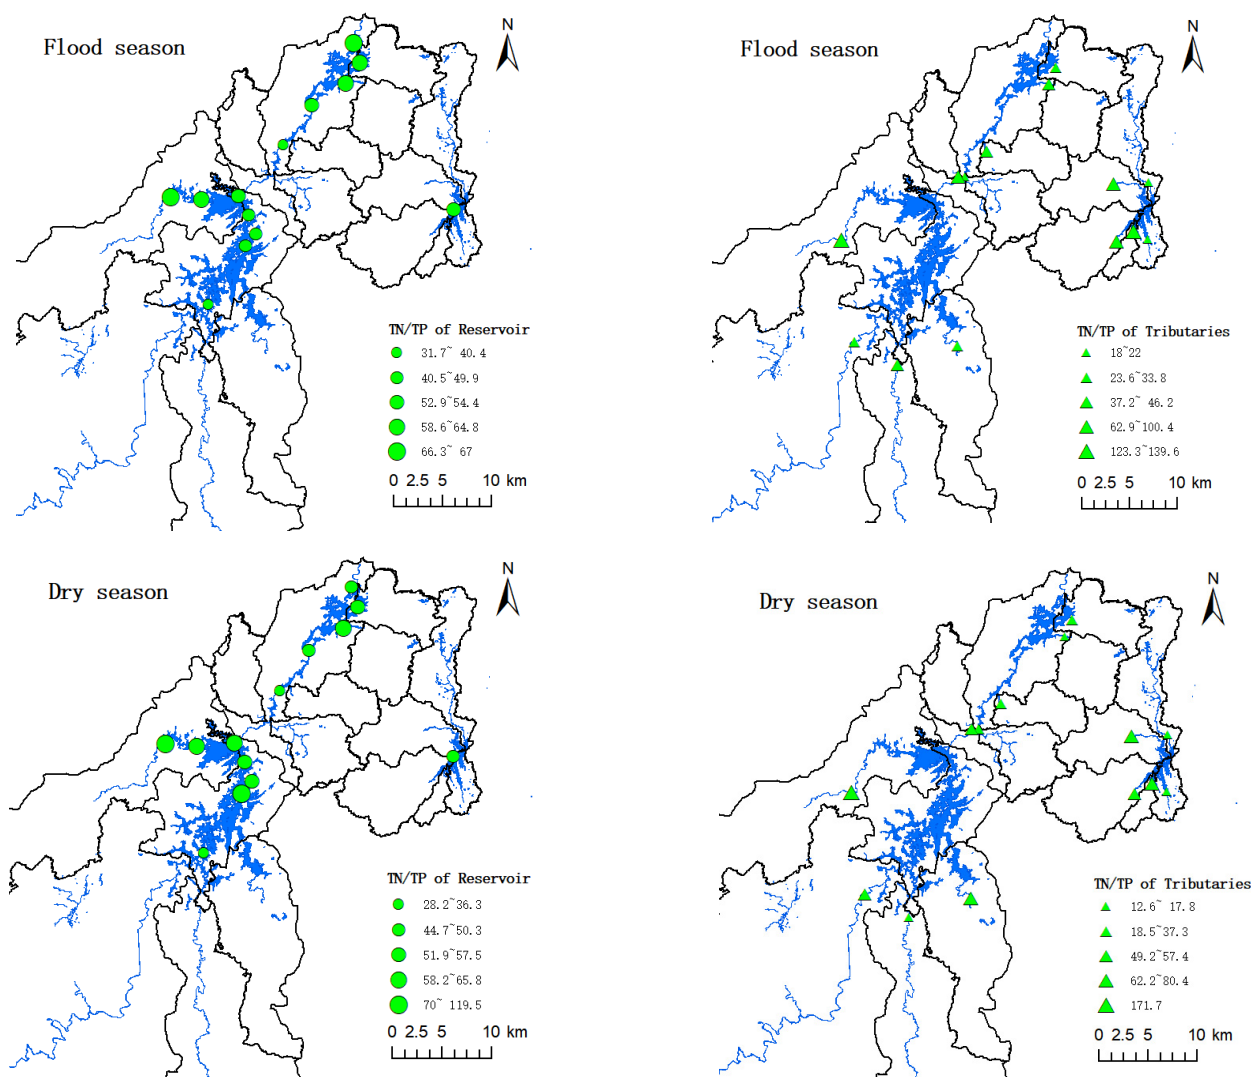 Flood season
N
TN/TP of Reservoir
31.7~ 40.4
40.5~49.9
52.9~54.4
58.6~64.8
66.3~ 67
0 2.5 5 10 km
Flood season
N
TN/TP of Tributaries
18~22
23.6~33.8
37.2~ 46.2
62.9~100.4
123.3~139.6
0 2.5 5 10 km
Dry season
N
TN/TP of Reservoir
28.2~36.3
44.7~50.3
51.9~57.5
58.2~65.8
70~ 119.5
0 2.5 5 10 km
Dry season
N
TN/TP of Tributaries
12.6~ 17.8
18.5~37.3
49.2~57.4
62.2~80.4
171.7
0 2.5 5 10 km